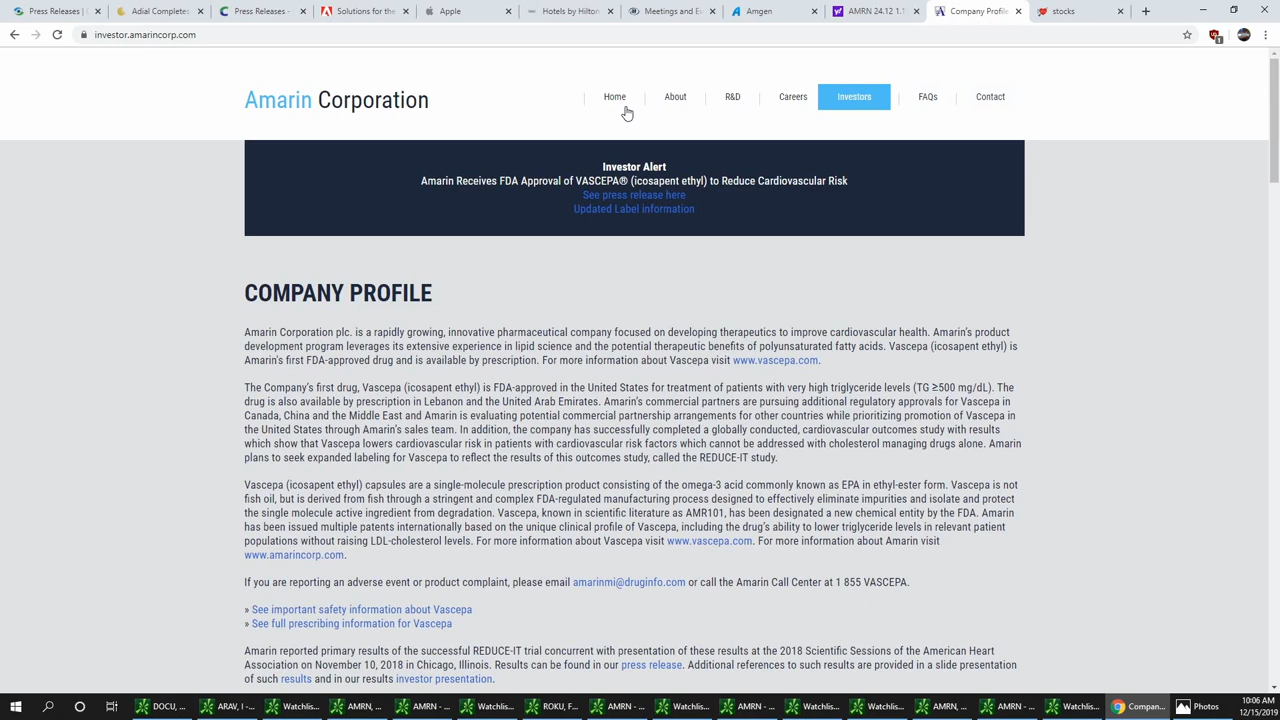 Press Releases |
Adial Complete
Press Releases -
Solutions for the
Apple
Hotels by Hilton
Meetings and E
Amgen
AMRN 24.12 1.1
Company Profile
stocks
investor.amarincorp.com
Amarin Corporation
Home
About
R&D
Careers
Investors
FAQs
Contact
Investor Alert
Amarin Receives FDA Approval of VASCEPA® (icosapent ethyl) to Reduce Cardiovascular Risk
See press release here
Updated Label information
COMPANY PROFILE
Amarin Corporation plc. is a rapidly growing, innovative pharmaceutical company focused on developing therapeutics to improve cardiovascular health. Amarin's product
development program leverages its extensive experience in lipid science and the potential therapeutic benefits of polyunsaturated fatty acids. Vascepa (icosapent ethyl) is
Amarin's first FDA-approved drug and is available by prescription. For more information about Vascepa visit www.vascepa.com.
The Company's first drug, Vascepa (icosapent ethyl) is FDA-approved in the United States for treatment of patients with very high triglyceride levels (TG ≥500 mg/dL). The
drug is also available by prescription in Lebanon and the United Arab Emirates. Amarin's commercial partners are pursuing additional regulatory approvals for Vascepa in
Canada, China and the Middle East and Amarin is evaluating potential commercial partnership arrangements for other countries while prioritizing promotion of Vascepa in
the United States through Amarin's sales team. In addition, the company has successfully completed a globally conducted, cardiovascular outcomes study with results
which show that Vascepa lowers cardiovascular risk in patients with cardiovascular risk factors which cannot be addressed with cholesterol managing drugs alone. Amarin
plans to seek expanded labeling for Vascepa to reflect the results of this outcomes study, called the REDUCE-IT study.
Vascepa (icosapent ethyl) capsules are a single-molecule prescription product consisting of the omega-3 acid commonly known as EPA in ethyl-ester form. Vascepa is not
fish oil, but is derived from fish through a stringent and complex FDA-regulated manufacturing process designed to effectively eliminate impurities and isolate and protect
the single molecule active ingredient from degradation. Vascepa, known in scientific literature as AMR101, has been designated a new chemical entity by the FDA. Amarin
has been issued multiple patents internationally based on the unique clinical profile of Vascepa, including the drug's ability to lower triglyceride levels in relevant patient
populations without raising LDL-cholesterol levels. For more information about Vascepa visit www.vascepa.com. For more information about Amarin visit
www.amarincorp.com.
If you are reporting an adverse event or product complaint, please email amarinmi@druginfo.com or call the Amarin Call Center at 1 855 VASCEPA.
» See important safety information about Vascepa
» See full prescribing information for Vascepa
Amarin reported primary results of the successful REDUCE-IT trial concurrent with presentation of these results at the 2018 Scientific Sessions of the American Heart
Association on November 10, 2018 in Chicago, Illinois. Results can be found in our press release. Additional references to such results are provided in a slide presentation
of such results and in our results investor presentation.
DOCU, ...
ARAV, I -...
Watchlis...
AMRN, ...
AMRN - ...
Watchlis...
ROKU, F...
AMRN - ...
Watchlis...
AMRN - ...
Watchlis...
AMRN - ...
Watchlis...
AMRN, ...
AMRN - ...
Watchlis...
Compan...
Photos
10:06 AM
12/15/2019